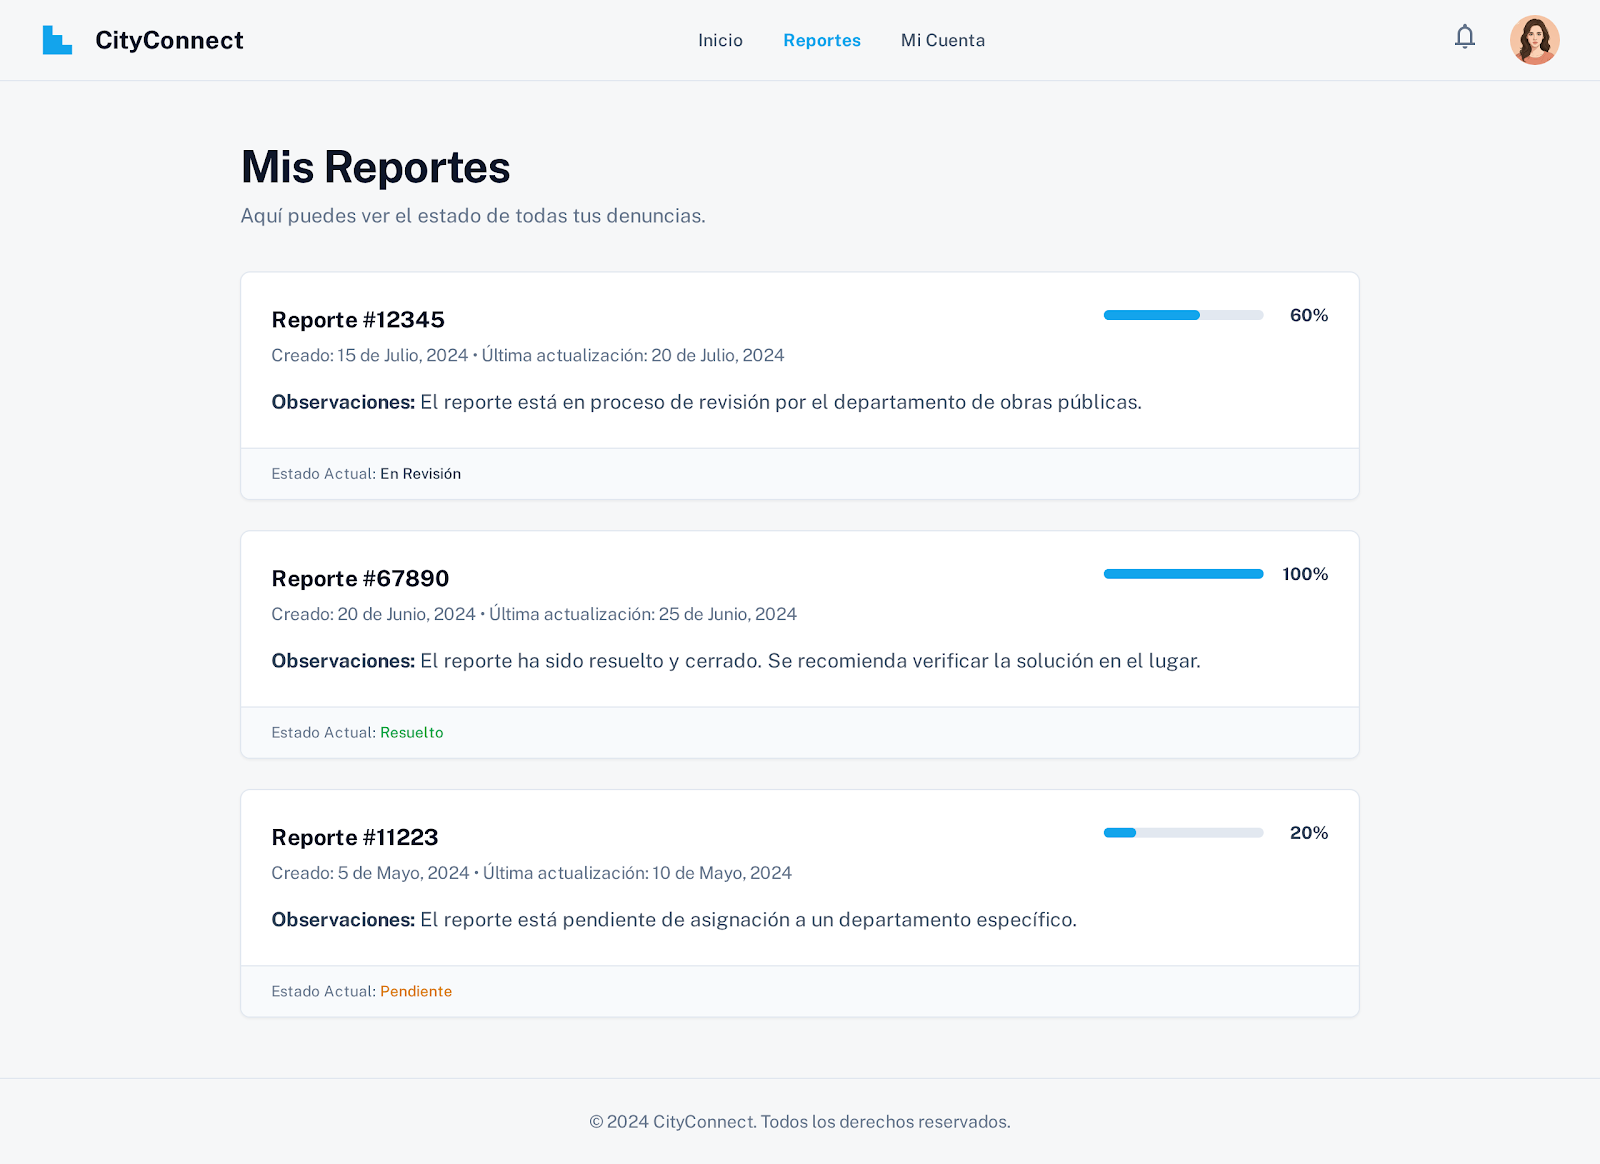 CityConnect
Inicio
Reportes
Mi Cuenta
Mis Reportes
Aquí puedes ver el estado de todas tus denuncias.
Reporte #12345
60%
Creado: 15 de Julio, 2024 • Última actualización: 20 de Julio, 2024
Observaciones: El reporte está en proceso de revisión por el departamento de obras públicas.
Estado Actual: En Revisión
Reporte #67890
100%
Creado: 20 de Junio, 2024 • Última actualización: 25 de Junio, 2024
Observaciones: El reporte ha sido resuelto y cerrado. Se recomienda verificar la solución en el lugar.
Estado Actual: Resuelto
Reporte #11223
20%
Creado: 5 de Mayo, 2024 • Última actualización: 10 de Mayo, 2024
Observaciones: El reporte está pendiente de asignación a un departamento específico.
Estado Actual: Pendiente
© 2024 CityConnect. Todos los derechos reservados.